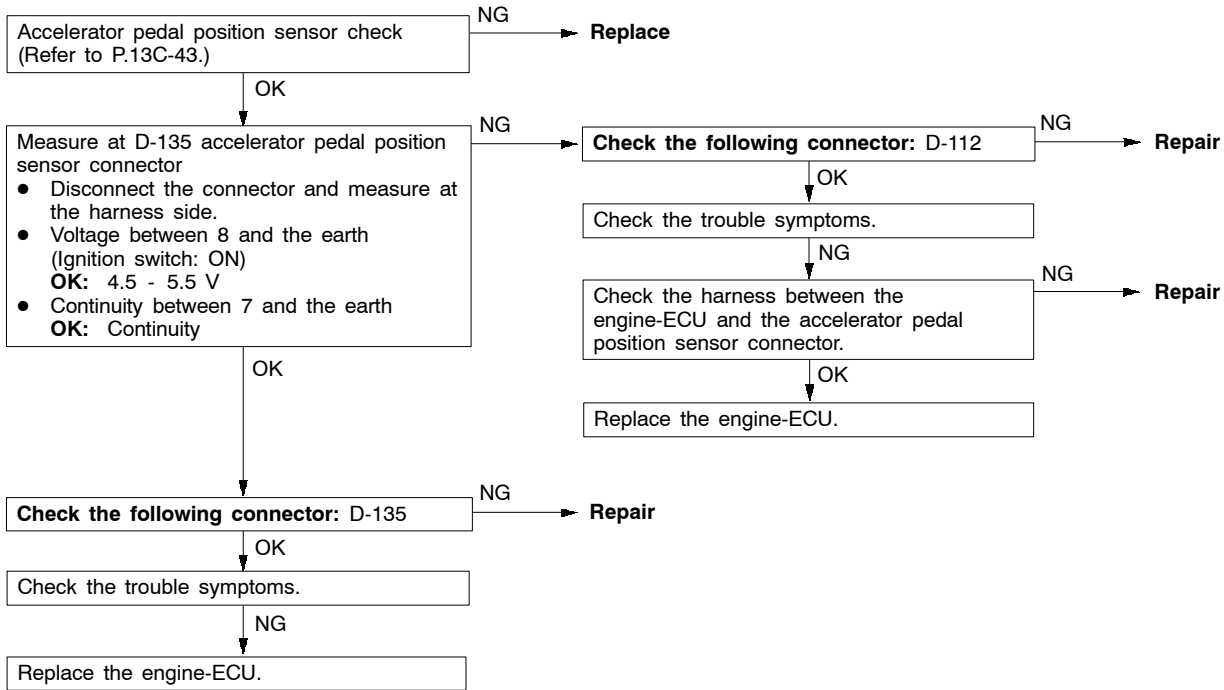 Accelerator pedal position sensor check
(Refer to P.13C-43.)
NG
Replace
OK
Measure at D-135 accelerator pedal position
sensor connector
● Disconnect the connector and measure at
the harness side.
● Voltage between 8 and the earth
(Ignition switch: ON)
OK: 4.5 - 5.5 V
● Continuity between 7 and the earth
OK: Continuity
NG
Check the following connector: D-112
NG
Repair
OK
Check the trouble symptoms.
NG
Check the harness between the
engine-ECU and the accelerator pedal
position sensor connector.
NG
Repair
OK
Replace the engine-ECU.
OK
Check the following connector: D-135
NG
Repair
OK
Check the trouble symptoms.
NG
Replace the engine-ECU.